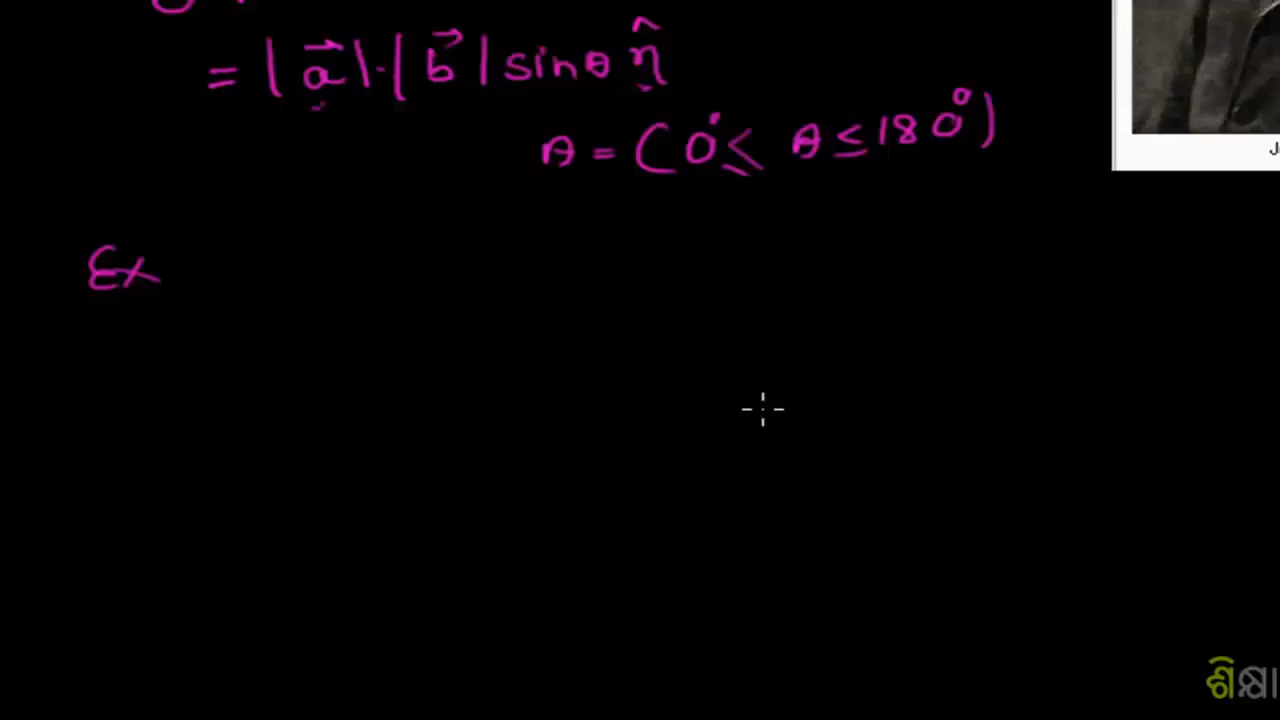 = |a⃗|·|b⃗| sinθ η̂
θ = (0° ≤ θ ≤ 180°)
Ex
ଶିକ୍ଷା